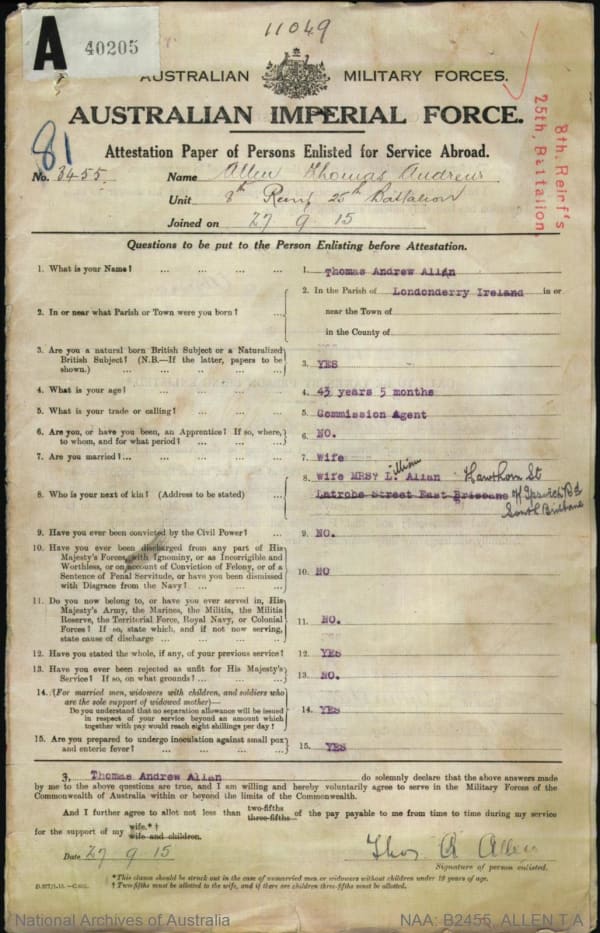 11049
A 40205
AUSTRALIAN MILITARY FORCES.
AUSTRALIAN IMPERIAL FORCE.
81
8th. Reinf's
25th, Battalion.
Attestation Paper of Persons Enlisted for Service Abroad.
No. 3455. Name Allen Thomas Andrew
Unit 8th Reinf 25th Battalion
Joined on 27 9 15
Questions to be put to the Person Enlisting before Attestation.
1. What is your Name? ... ... ... ... 1. Thomas Andrew Allan
2. In or near what Parish or Town were you born? ... 2. In the Parish of Londonderry Ireland in or
near the Town of
in the County of
3. Are you a natural born British Subject or a Naturalized
British Subject? (N.B.—If the latter, papers to be
shown.) ... ... ... ... ... 3. YES
4. What is your age? ... ... ... 4. 43 years 5 months
5. What is your trade or calling? ... ... ... 5. Commission Agent
6. Are you, or have you been, an Apprentice? If so, where,
to whom, and for what period? ... ... ... 6. NO.
7. Are you married? ... ... ... ... 7. Wife
8. Who is your next of kin? (Address to be stated) ... 8. Wife MRSY L. Allan Hawthorn St
Latrobe Street East Brisbane
South Brisbane
9. Have you ever been convicted by the Civil Power? ... 9. NO.
10. Have you ever been discharged from any part of His
Majesty's Forces, with Ignominy, or as Incorrigible and
Worthless, or on account of Conviction of Felony, or of a
Sentence of Penal Servitude, or have you been dismissed
with Disgrace from the Navy? ... ... ... 10. NO
11. Do you now belong to, or have you ever served in, His
Majesty's Army, the Marines, the Militia, the Militia
Reserve, the Territorial Force, Royal Navy, or Colonial
Forces? If so, state which, and if not now serving,
state cause of discharge ... ... ... ... 11. NO.
12. Have you stated the whole, if any, of your previous service? 12. YES
13. Have you ever been rejected as unfit for His Majesty's
Service? If so, on what grounds? ... ... ... 13. NO.
14. (For married men, widowers with children, and soldiers who
are the sole support of widowed mother)—
Do you understand that no separation allowance will be issued
in respect of your service beyond an amount which
together with pay would reach eight shillings per day? 14. YES
15. Are you prepared to undergo inoculation against small pox
and enteric fever? ... ... ... ... 15. YES
I, Thomas Andrew Allan do solemnly declare that the above answers made
by me to the above questions are true, and I am willing and hereby voluntarily agree to serve in the Military Forces of the
Commonwealth of Australia within or beyond the limits of the Commonwealth.
And I further agree to allot not less than two-fifths three-fifths of the pay payable to me from time to time during my service
for the support of my wife.*† wife and children.
Date 27 9 15 Thos A Allen
Signature of person enlisted.
*This clause should be struck out in the case of unmarried men or widowers without children under 18 years of age.
† Two-fifths must be allotted to the wife, and if there are children three-fifths must be allotted.
National Archives of Australia NAA: B2455, ALLEN T A